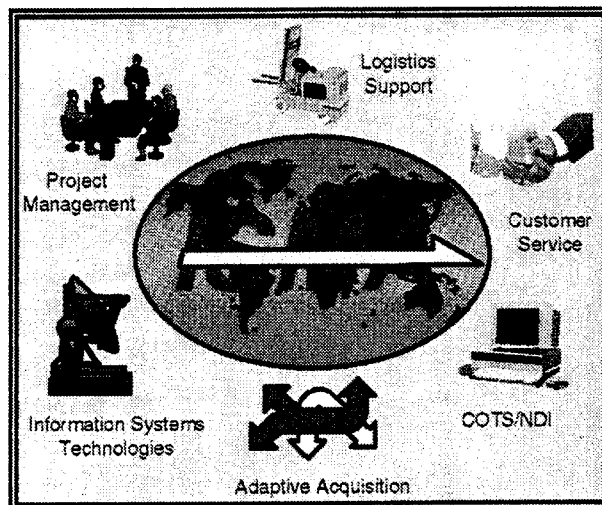 Logistics
Support
Project
Management
Customer
Service
Information Systems
Technologies
COTS/NDI
Adaptive Acquisition